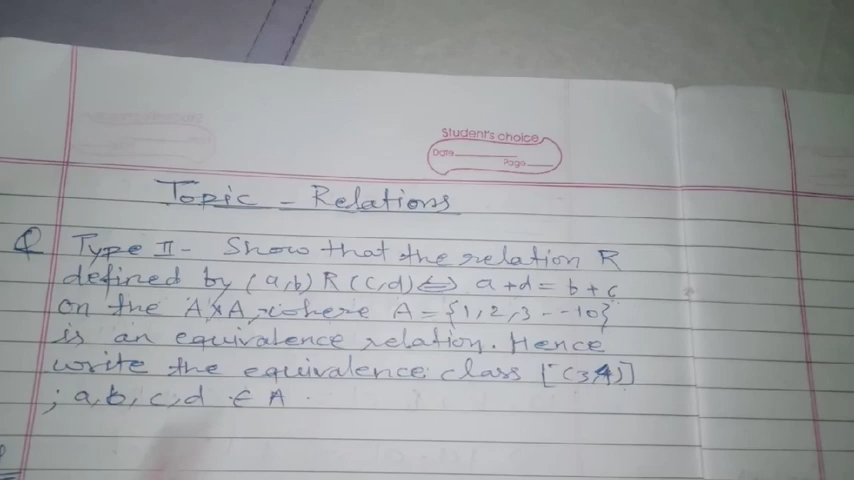 Student's choice
Date
Page
Topic - Relations
Q Type II - Show that the relation R
defined by (a,b) R (c,d) ⇔ a+d = b+c
on the A×A, where A = {1,2,3 - - 10}
is an equivalence relation. Hence
write the equivalence class [(3,4)]
; a,b,c,d ∈ A.